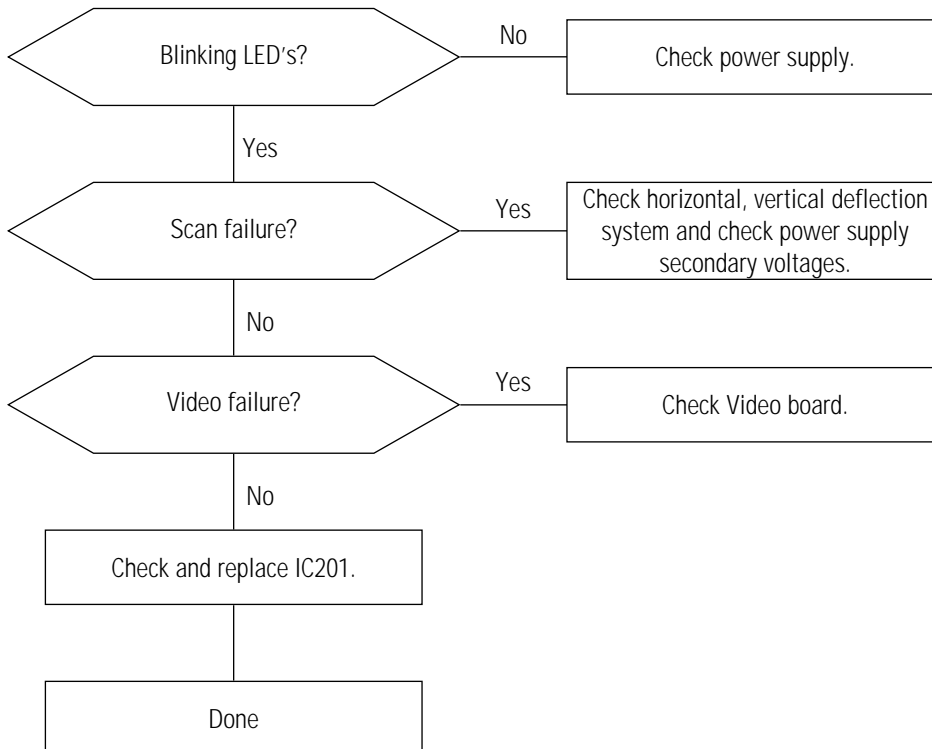 Blinking LED's?
No
Check power supply.
Yes
Scan failure?
Yes
Check horizontal, vertical deflection
system and check power supply
secondary voltages.
No
Video failure?
Yes
Check Video board.
No
Check and replace IC201.
Done